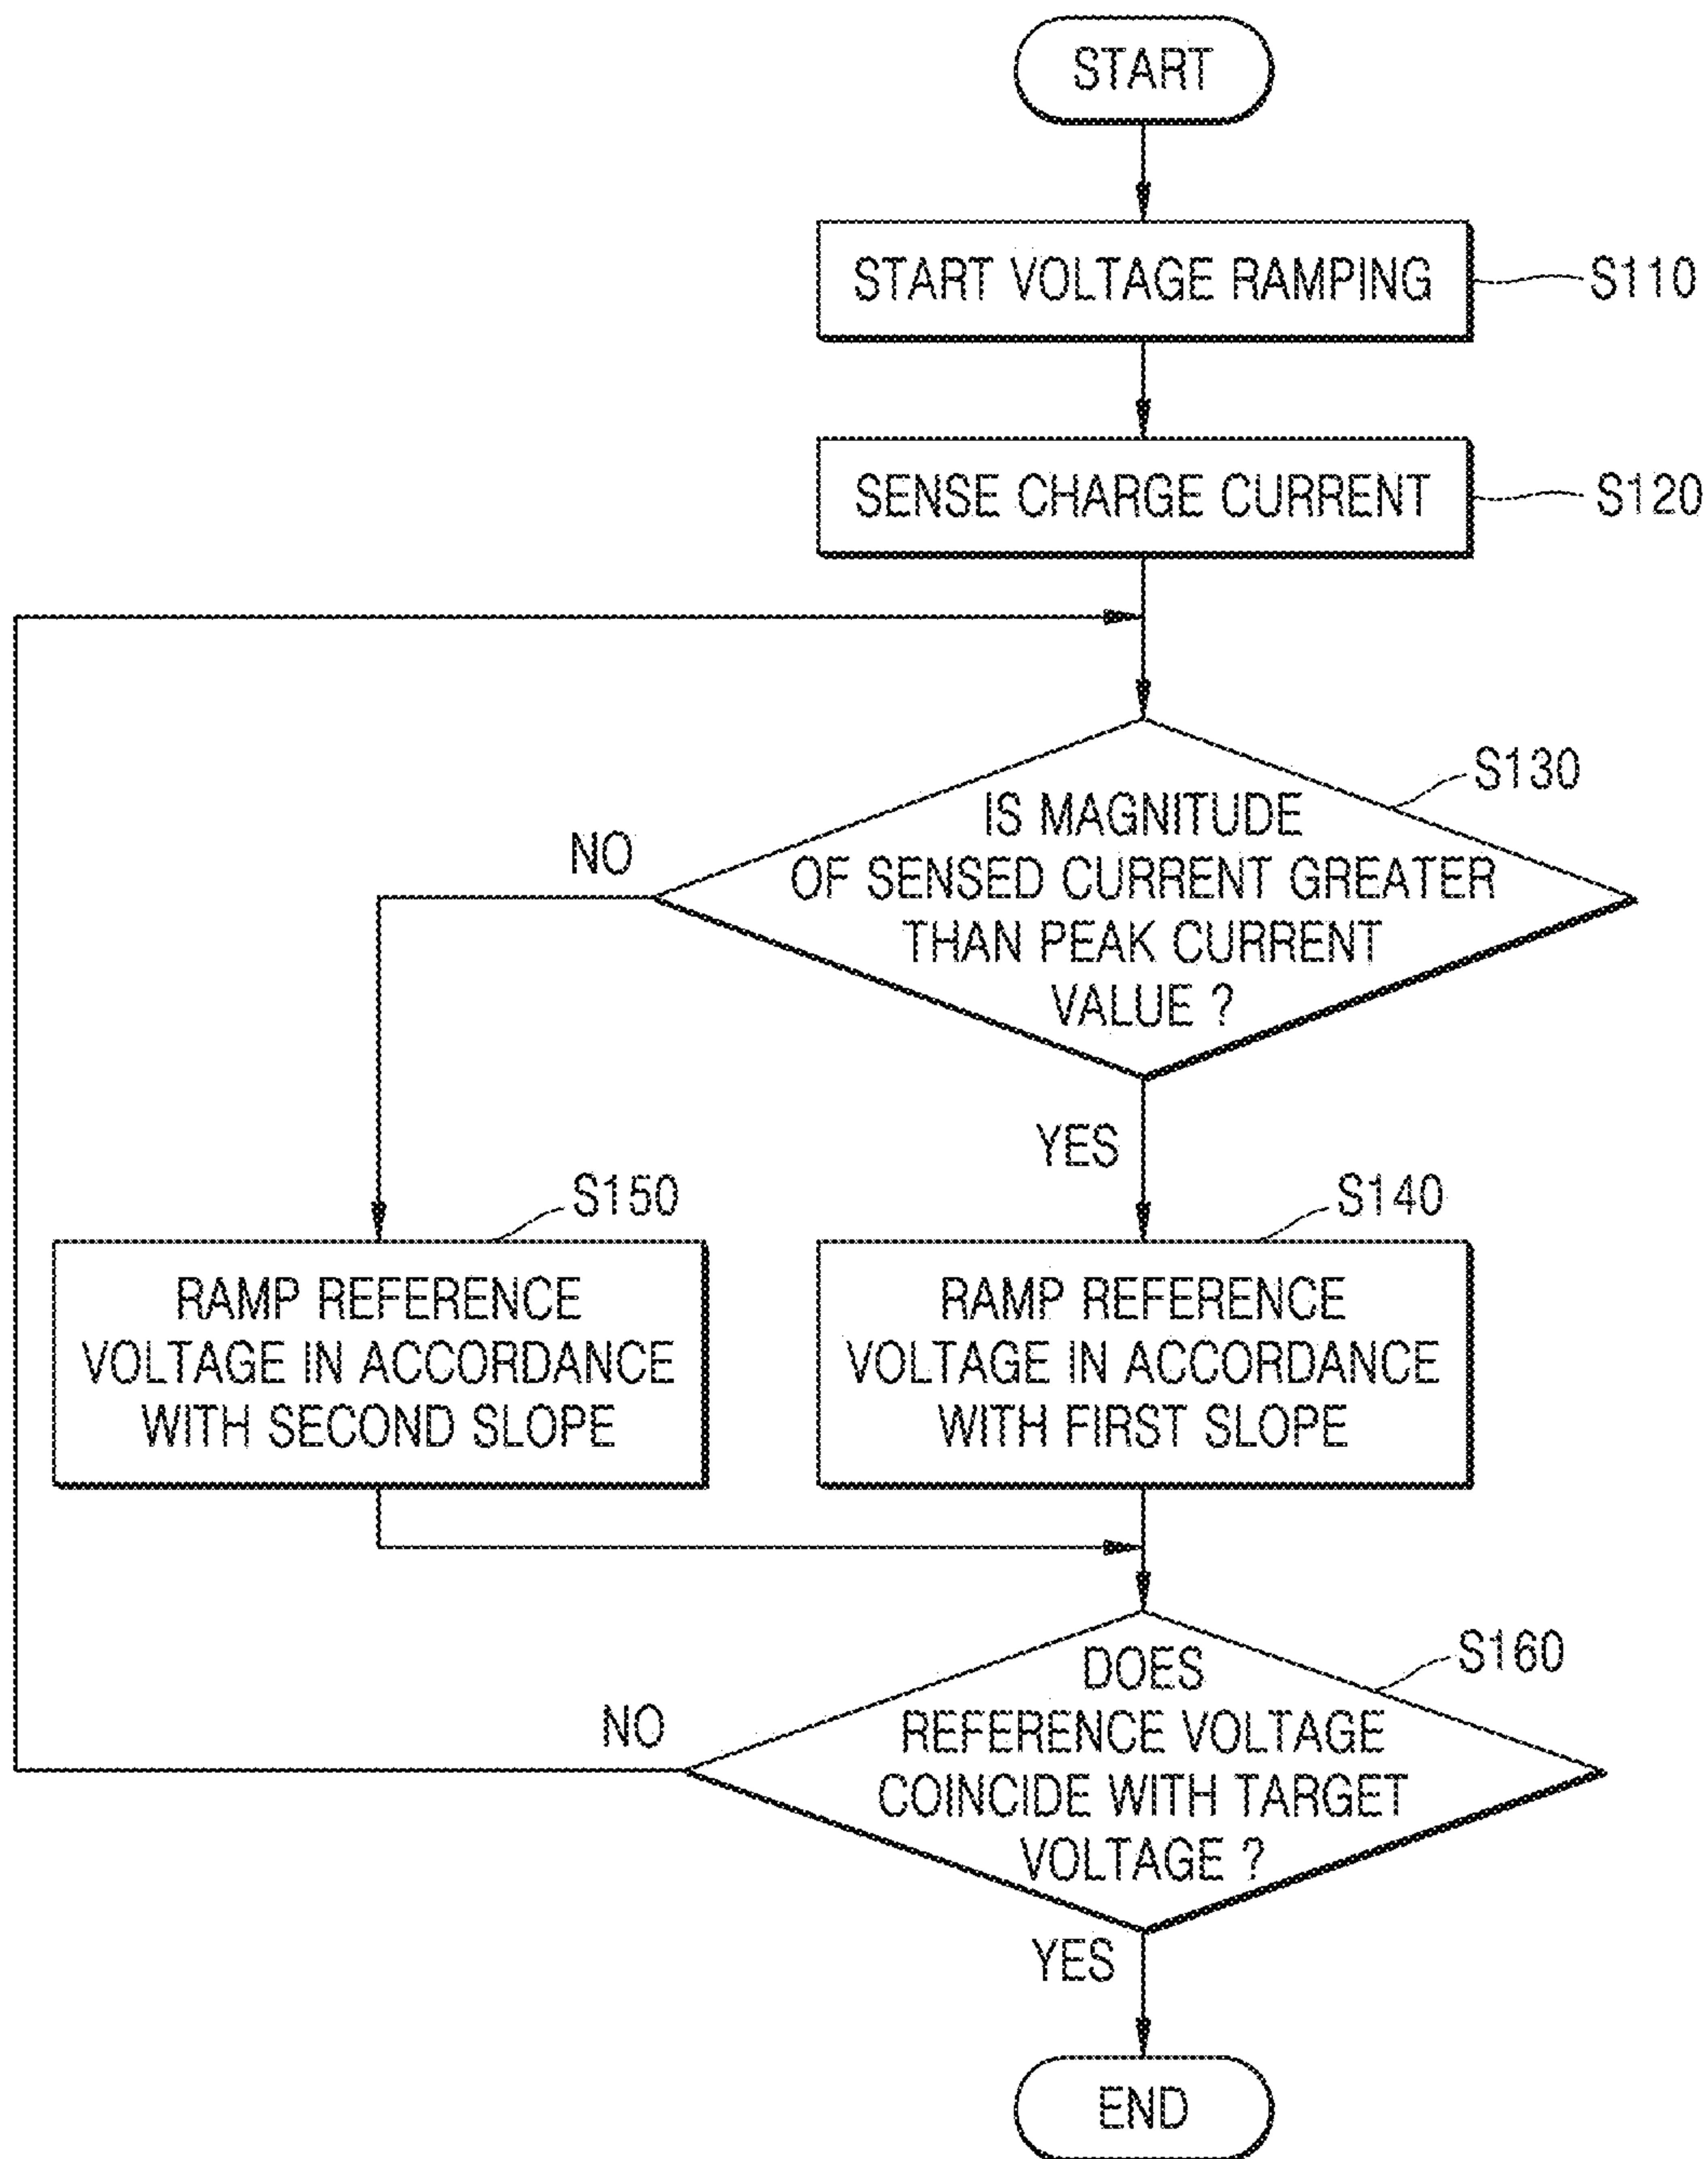 START
START VOLTAGE RAMPING
S110
SENSE CHARGE CURRENT
S120
S130
IS MAGNITUDE
OF SENSED CURRENT GREATER
THAN PEAK CURRENT
VALUE ?
NO
YES
S150
RAMP REFERENCE
VOLTAGE IN ACCORDANCE
WITH SECOND SLOPE
S140
RAMP REFERENCE
VOLTAGE IN ACCORDANCE
WITH FIRST SLOPE
S160
DOES
REFERENCE VOLTAGE
COINCIDE WITH TARGET
VOLTAGE ?
NO
YES
END